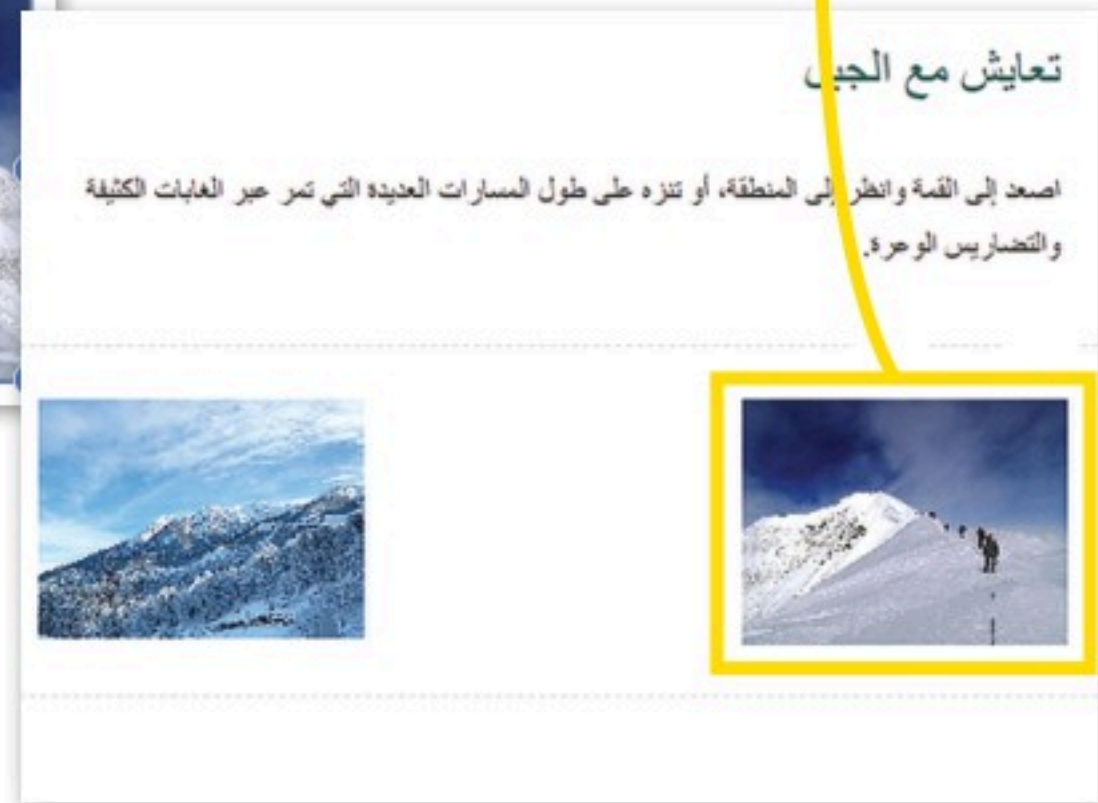 تعايش مع الجبل
اصعد إلى القمة وانظر إلى المنطقة، أو تنزه على طول المسارات العديدة التي تمر عبر الغابات الكثيفة
والتضاريس الوعرة.